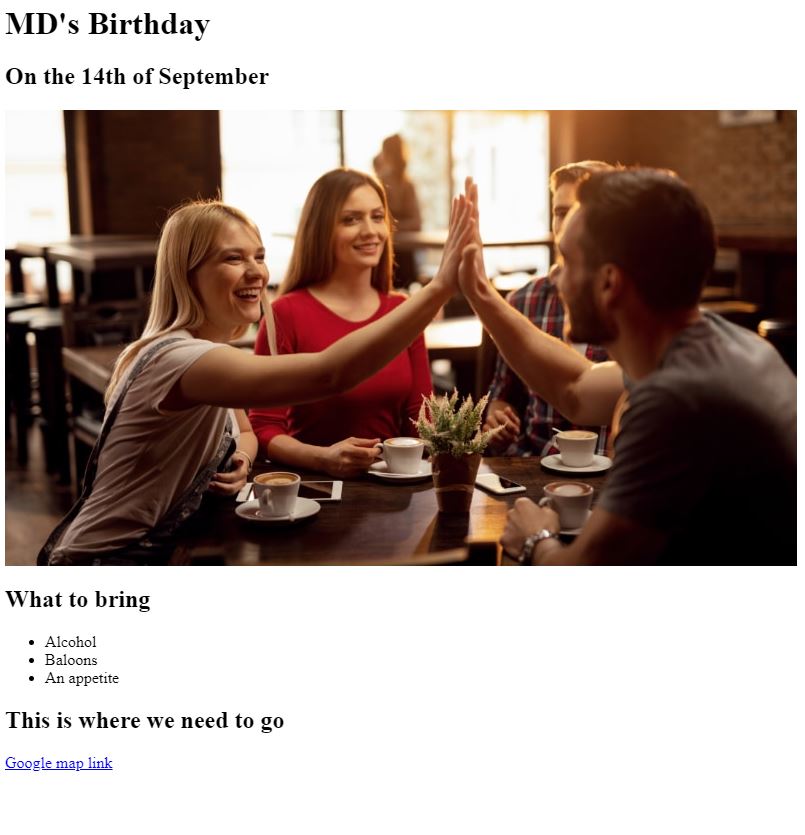 MD's Birthday
On the 14th of September
What to bring
Alcohol
Baloons
An appetite
This is where we need to go
Google map link